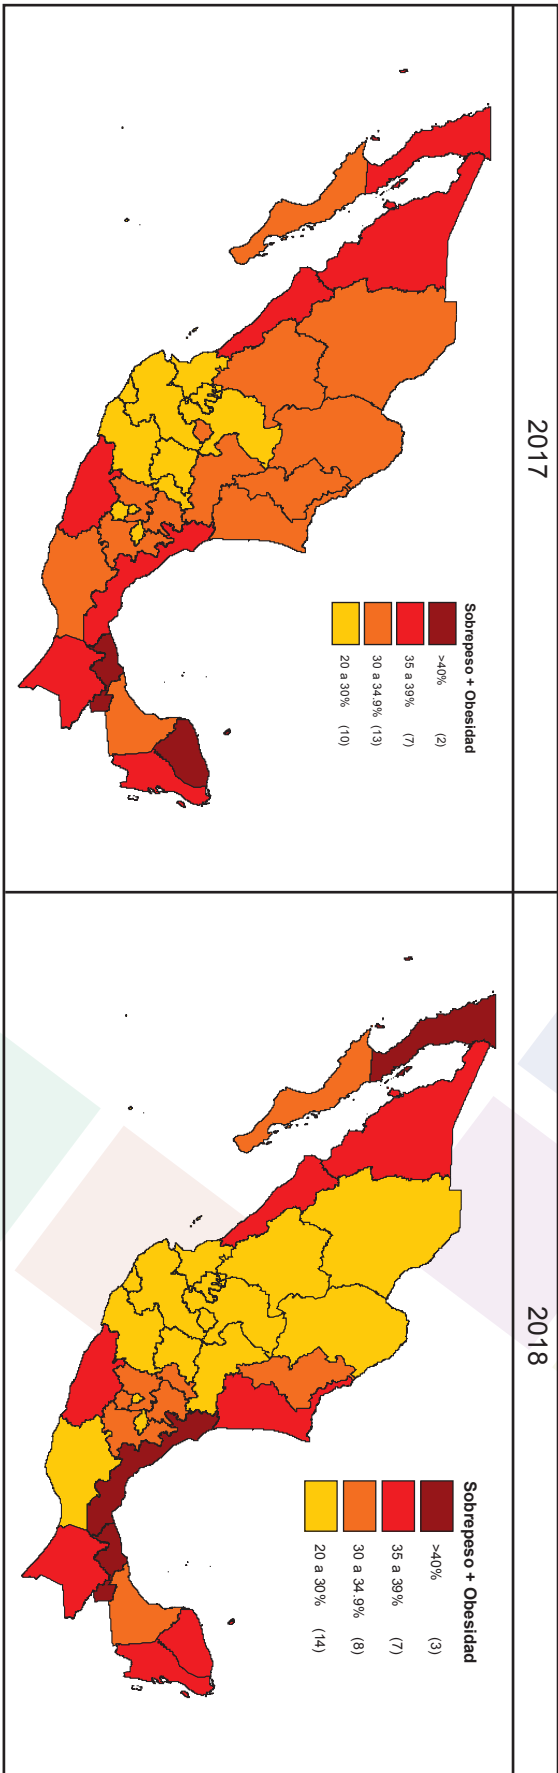 2017
Sobrepeso + Obesidad
>40% (2)
35 a 39% (7)
30 a 34.9% (13)
20 a 30% (10)
2018
Sobrepeso + Obesidad
>40% (3)
35 a 39% (7)
30 a 34.9% (8)
20 a 30% (14)